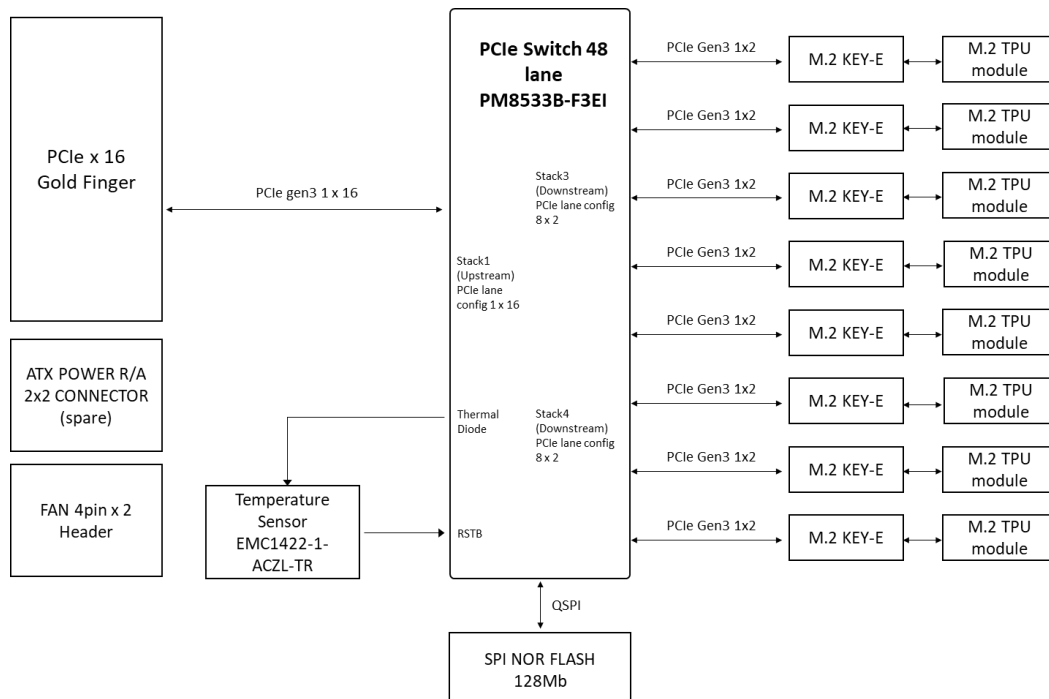 PCIe x 16
Gold Finger
ATX POWER R/A
2x2 CONNECTOR
(spare)
FAN 4pin x 2
Header
PCIe gen3 1 x 16
Temperature
Sensor
EMC1422-1-
ACZL-TR
PCIe Switch 48
lane
PM8533B-F3EI
Stack3
(Downstream)
PCIe lane config
8 x 2
Stack1
(Upstream)
PCIe lane
config 1 x 16
Thermal
Diode
Stack4
(Downstream)
PCIe lane config
8 x 2
RSTB
QSPI
SPI NOR FLASH
128Mb
PCIe Gen3 1x2
M.2 KEY-E
M.2 TPU
module
PCIe Gen3 1x2
M.2 KEY-E
M.2 TPU
module
PCIe Gen3 1x2
M.2 KEY-E
M.2 TPU
module
PCIe Gen3 1x2
M.2 KEY-E
M.2 TPU
module
PCIe Gen3 1x2
M.2 KEY-E
M.2 TPU
module
PCIe Gen3 1x2
M.2 KEY-E
M.2 TPU
module
PCIe Gen3 1x2
M.2 KEY-E
M.2 TPU
module
PCIe Gen3 1x2
M.2 KEY-E
M.2 TPU
module